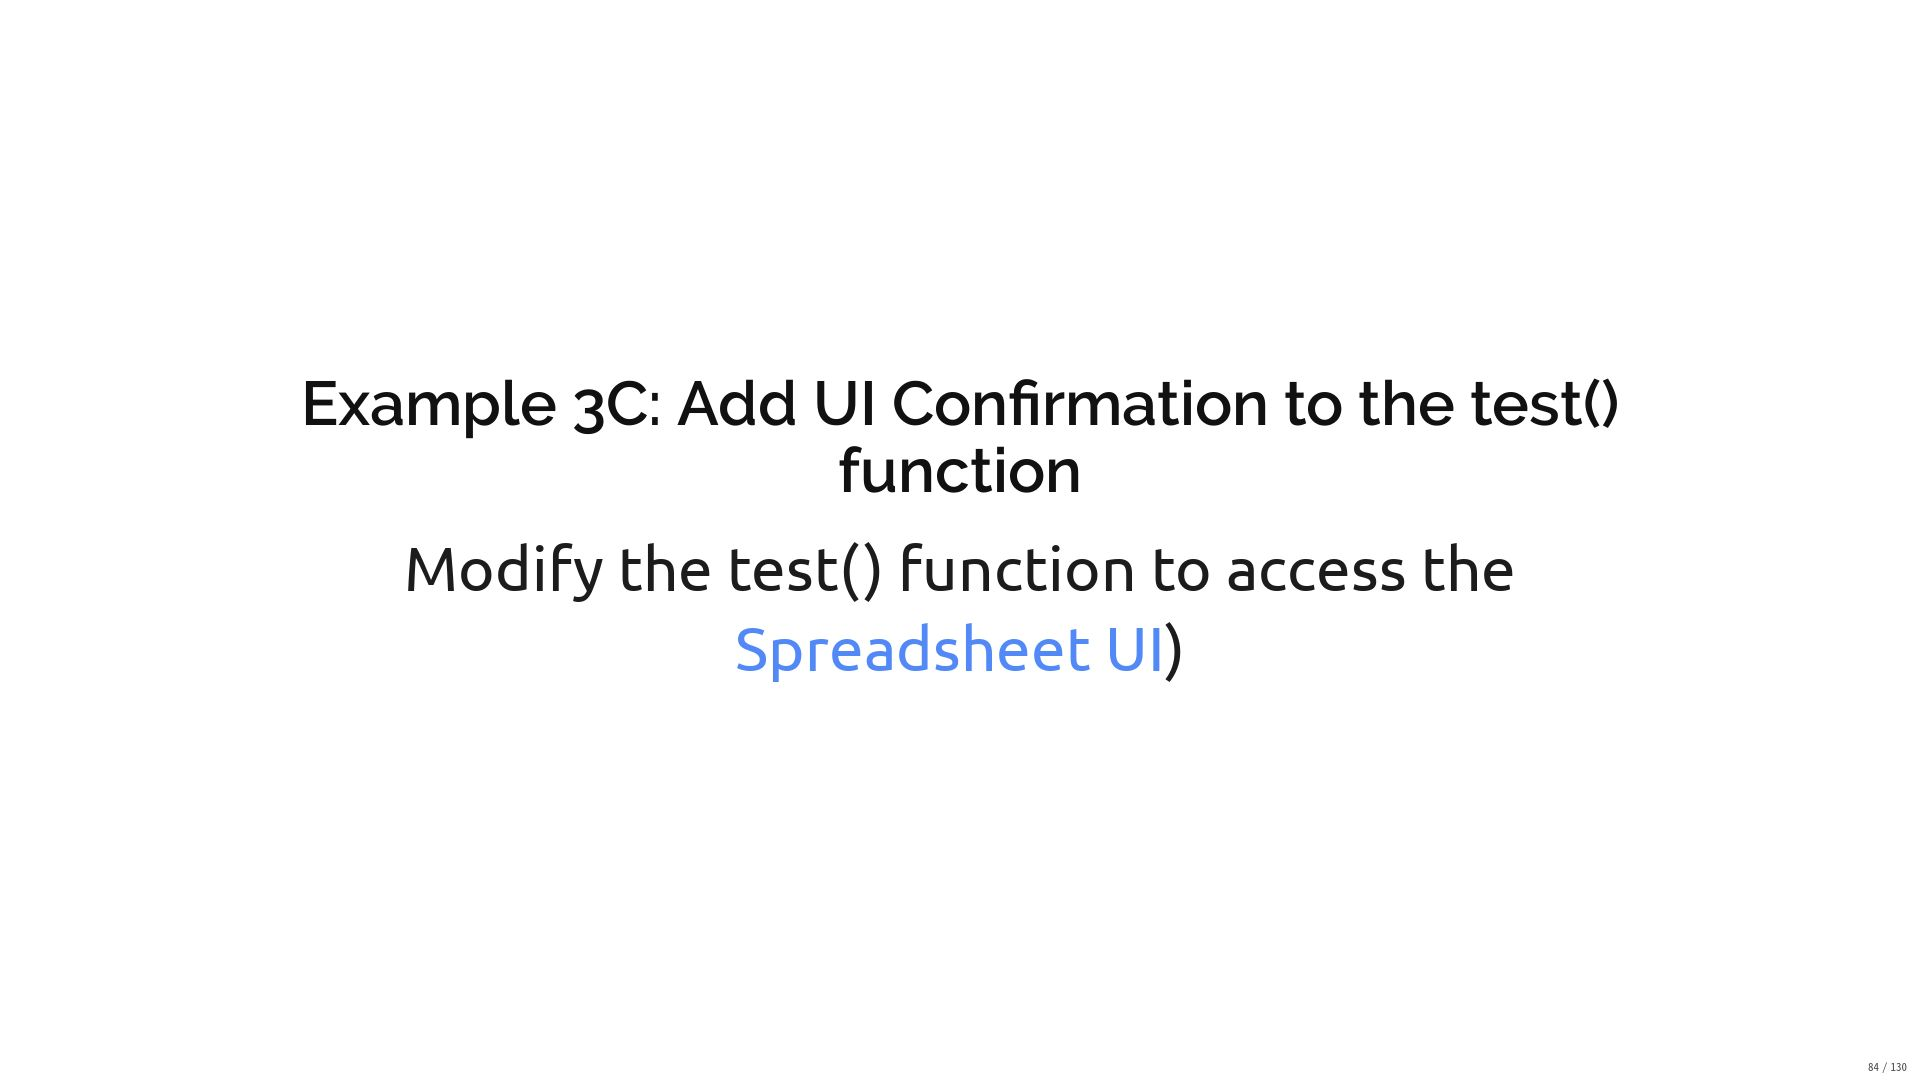 Example 3C: Add UI Confirmation to the test()
function
Modify the test() function to access the
Spreadsheet UI)
84 / 130